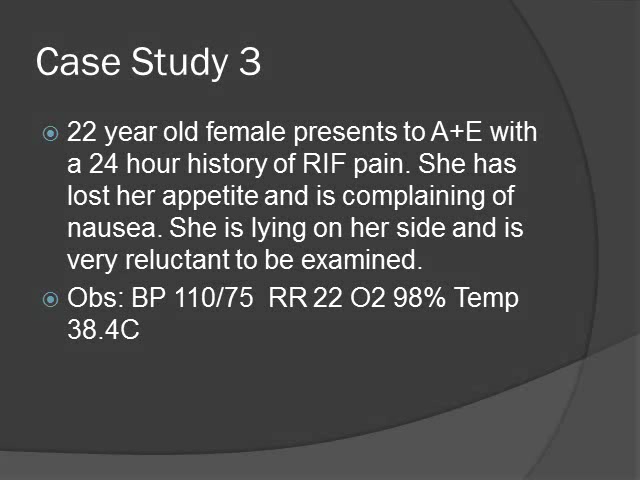 Case Study 3
22 year old female presents to A+E with
a 24 hour history of RIF pain. She has
lost her appetite and is complaining of
nausea. She is lying on her side and is
very reluctant to be examined.
Obs: BP 110/75  RR 22 O2 98% Temp
38.4C